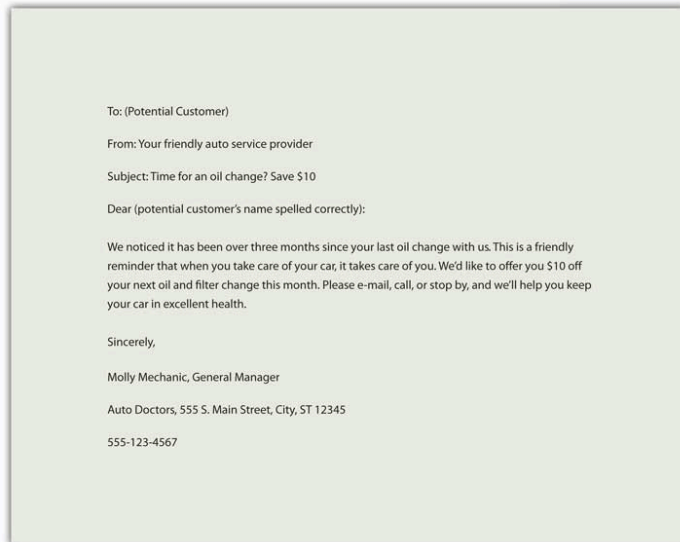 To: (Potential Customer)
From: Your friendly auto service provider
Subject: Time for an oil change? Save $10
Dear (potential customer's name spelled correctly):
We noticed it has been over three months since your last oil change with us. This is a friendly
reminder that when you take care of your car, it takes care of you. We'd like to offer you $10 off
your next oil and filter change this month. Please e-mail, call, or stop by, and we'll help you keep
your car in excellent health.
Sincerely,
Molly Mechanic, General Manager
Auto Doctors, 555 S. Main Street, City, ST 12345
555-123-4567